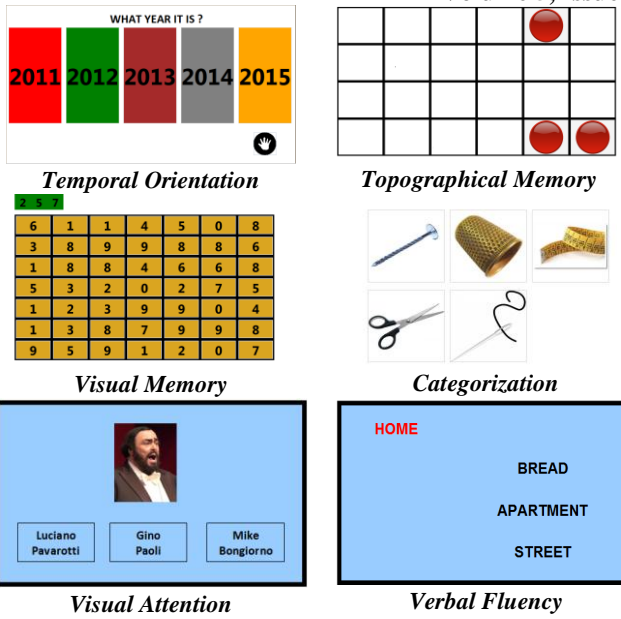 WHAT YEAR IT IS ?
2011 2012 2013 2014 2015
Temporal Orientation
Topographical Memory
2 5 7
6 1 1 4 5 0 8
3 8 9 9 8 8 6
1 8 8 4 6 6 8
5 3 2 0 2 7 5
1 2 3 9 9 0 4
1 3 8 7 9 9 8
9 5 9 1 2 0 7
Visual Memory
Categorization
Luciano Pavarotti
Gino Paoli
Mike Bongiorno
Visual Attention
HOME
BREAD
APARTMENT
STREET
Verbal Fluency